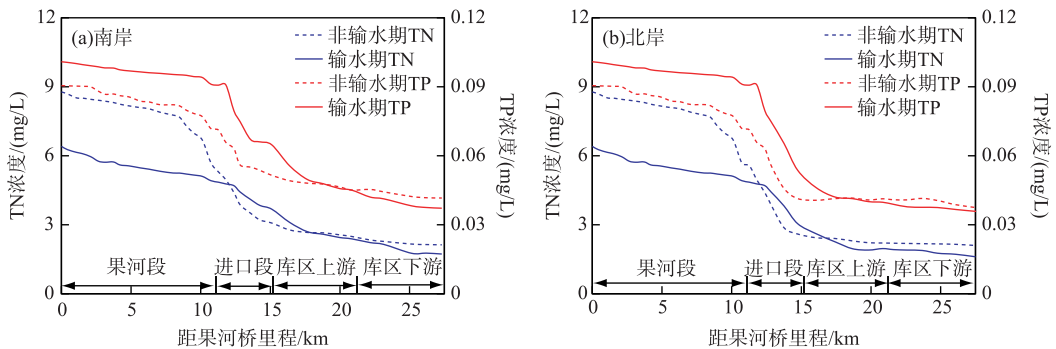 (a)南岸
非输水期TN
输水期TN
非输水期TP
输水期TP
TN浓度/(mg/L)
12
9
6
3
0
TP浓度/(mg/L)
0.12
0.09
0.06
0.03
0
果河段
进口段
库区上游
库区下游
0 5 10 15 20 25
距果河桥里程/km
(b)北岸
非输水期TN
输水期TN
非输水期TP
输水期TP
TN浓度/(mg/L)
12
9
6
3
0
TP浓度/(mg/L)
0.12
0.09
0.06
0.03
0
果河段
进口段
库区上游
库区下游
0 5 10 15 20 25
距果河桥里程/km